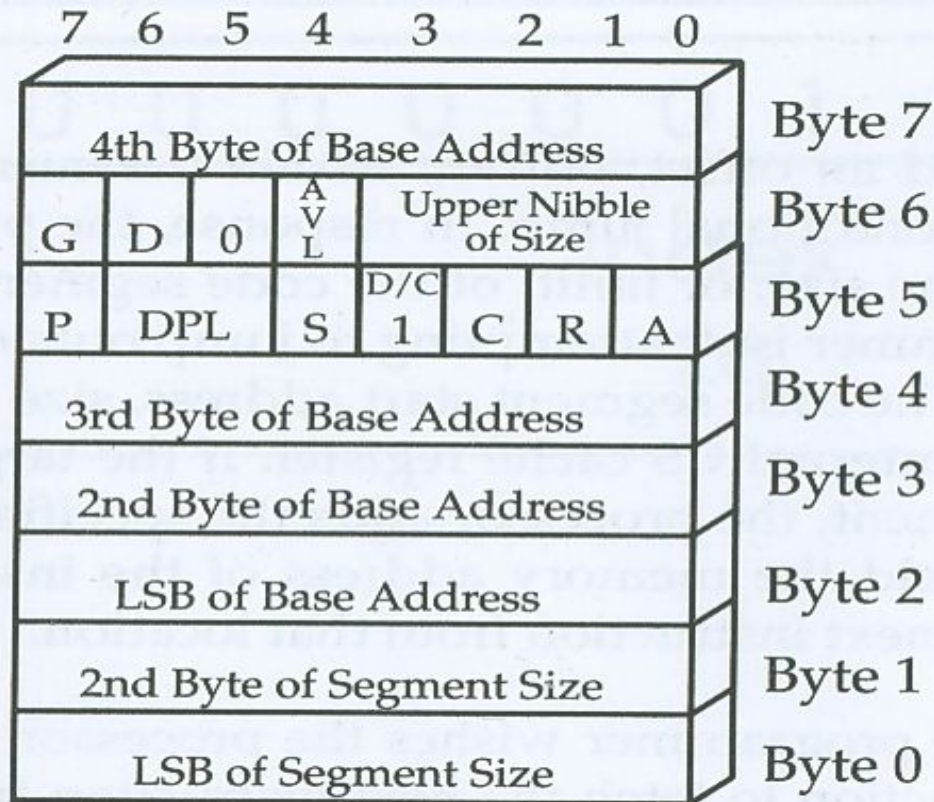 7 6 5 4 3 2 1 0
4th Byte of Base Address Byte 7
G D 0 AVL Upper Nibble of Size Byte 6
P DPL S D/C 1 C R A Byte 5
3rd Byte of Base Address Byte 4
2nd Byte of Base Address Byte 3
LSB of Base Address Byte 2
2nd Byte of Segment Size Byte 1
LSB of Segment Size Byte 0